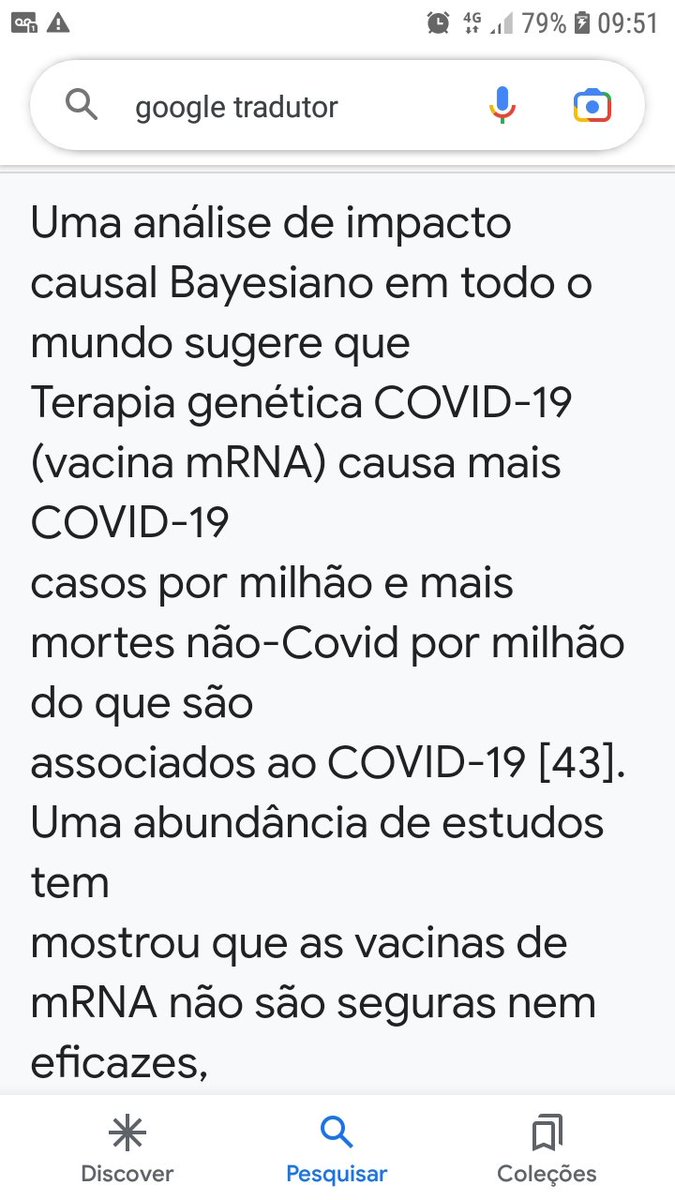 4G 79% 09:51
google tradutor
Uma análise de impacto
causal Bayesiano em todo o
mundo sugere que
Terapia genética COVID-19
(vacina mRNA) causa mais
COVID-19
casos por milhão e mais
mortes não-Covid por milhão
do que são
associados ao COVID-19 [43].
Uma abundância de estudos
tem
mostrou que as vacinas de
mRNA não são seguras nem
eficazes,
Discover Pesquisar Coleções